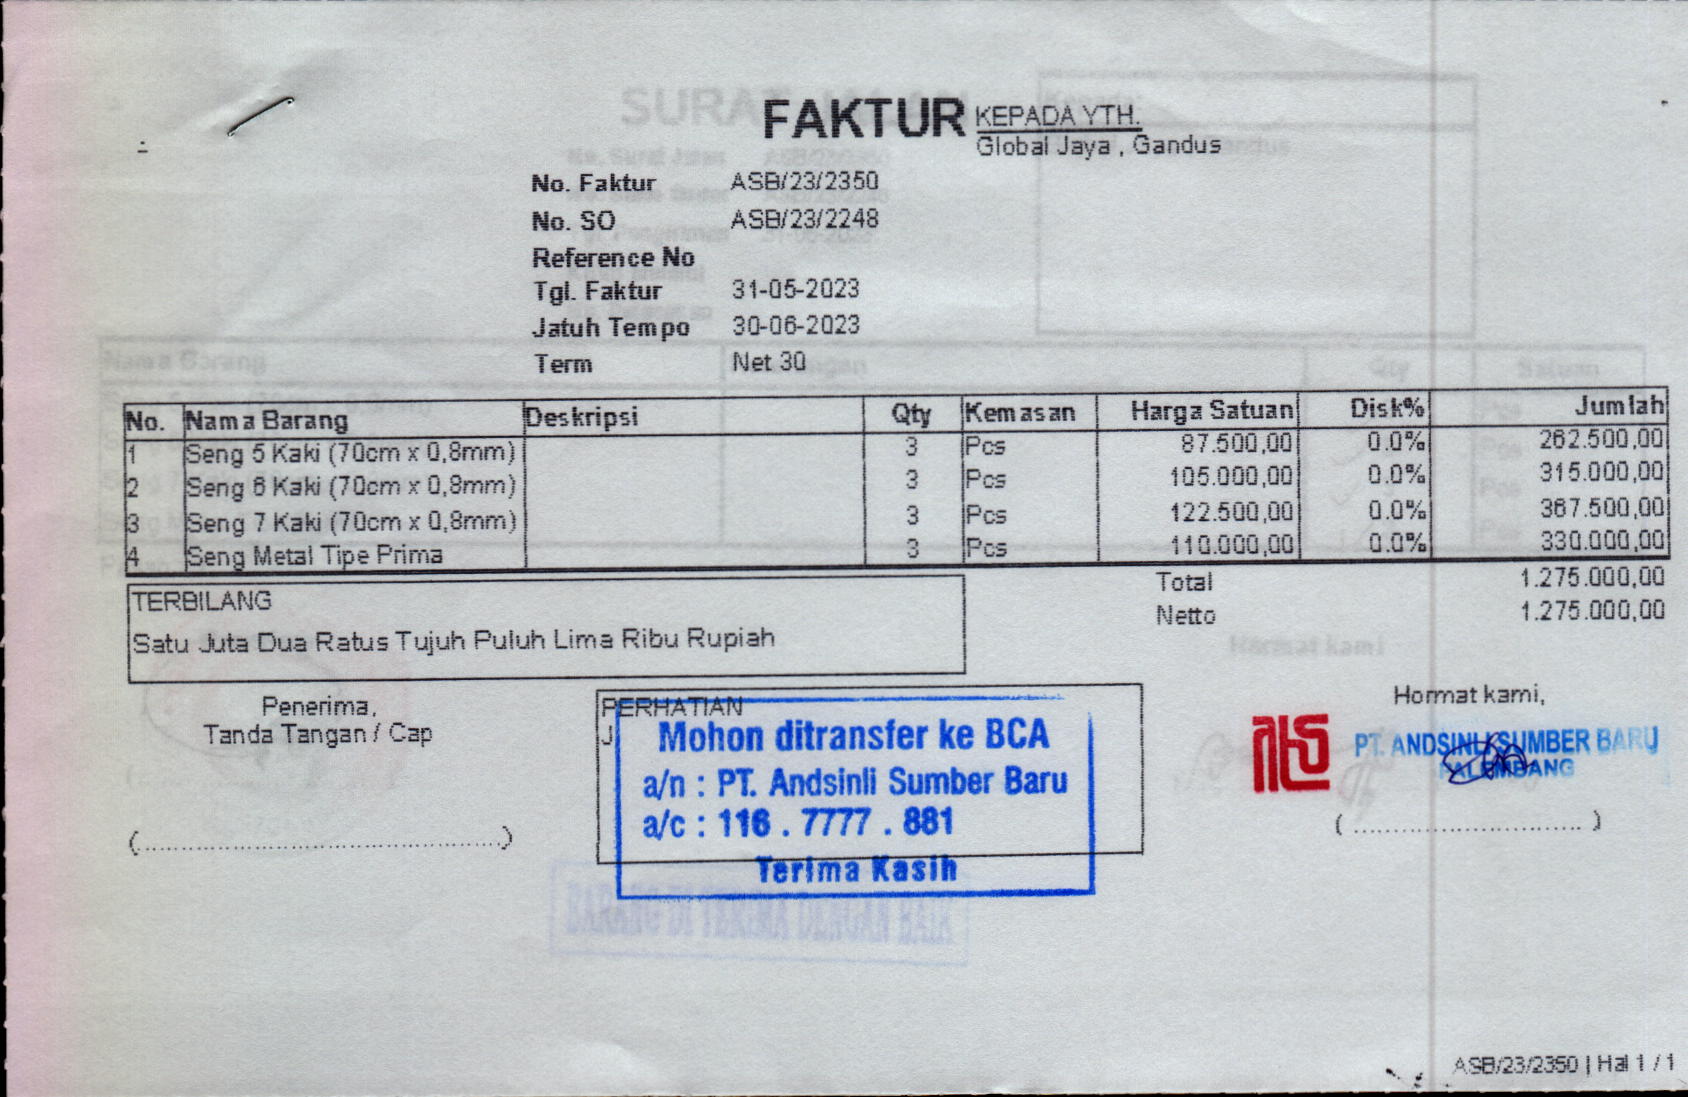 FAKTUR
KEPADA YTH.
Global Jaya , Gandus
No. Faktur ASB/23/2350
No. SO ASB/23/2248
Reference No
Tgl. Faktur 31-05-2023
Jatuh Tempo 30-06-2023
Term Net 30
No. Nama Barang Deskripsi Qty Kemasan Harga Satuan Disk% Jumlah
1 Seng 5 Kaki (70cm x 0,8mm) 3 Pcs 87.500,00 0.0% 262.500,00
2 Seng 6 Kaki (70cm x 0,8mm) 3 Pcs 105.000,00 0.0% 315.000,00
3 Seng 7 Kaki (70cm x 0,8mm) 3 Pcs 122.500,00 0.0% 367.500,00
4 Seng Metal Tipe Prima 3 Pcs 110.000,00 0.0% 330.000,00
Total 1.275.000,00
Netto 1.275.000,00
TERBILANG
Satu Juta Dua Ratus Tujuh Puluh Lima Ribu Rupiah
Penerima,
Tanda Tangan / Cap
PERHATIAN
Mohon ditransfer ke BCA
a/n : PT. Andsinli Sumber Baru
a/c : 116 . 7777 . 881
Terima Kasih
Hormat kami,
PT. ANDSINLI SUMBER BARU
PALEMBANG
BARANG DI TERIMA DENGAN BAIK
ASB/23/2350 | Hal 1 / 1